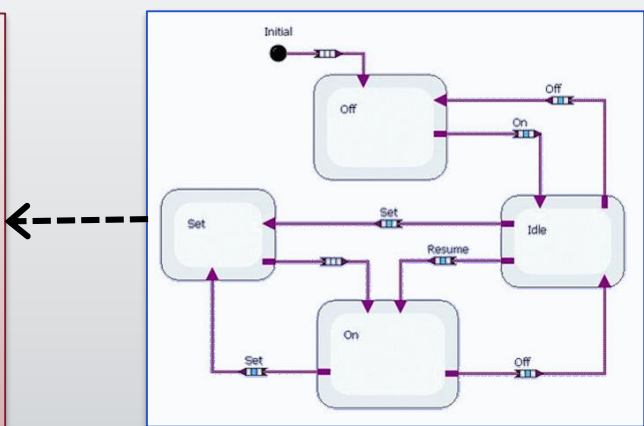 Initial
Off
Off
On
Set
Set
Idle
Resume
On
Set
Off